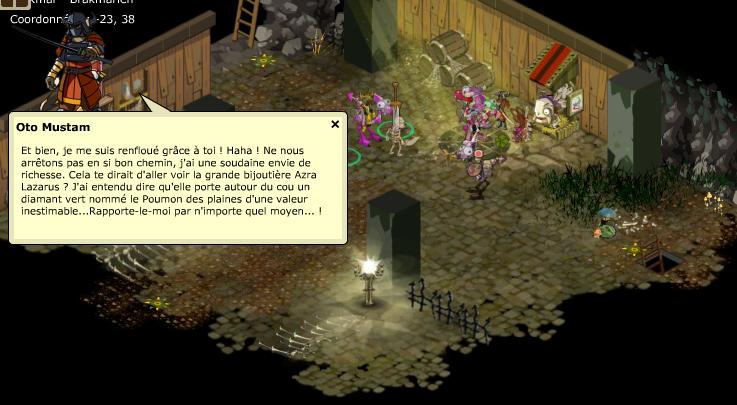 Coordonné -23, 38
Oto Mustam
Et bien, je me suis renfloué grâce à toi ! Haha ! Ne nous
arrêtons pas en si bon chemin, j'ai une soudaine envie de
richesse. Cela te dirait d'aller voir la grande bijoutière Azra
Lazarus ? J'ai entendu dire qu'elle porte autour du cou un
diamant vert nommé le Poumon des plaines d'une valeur
inestimable...Rapporte-le-moi par n'importe quel moyen... !